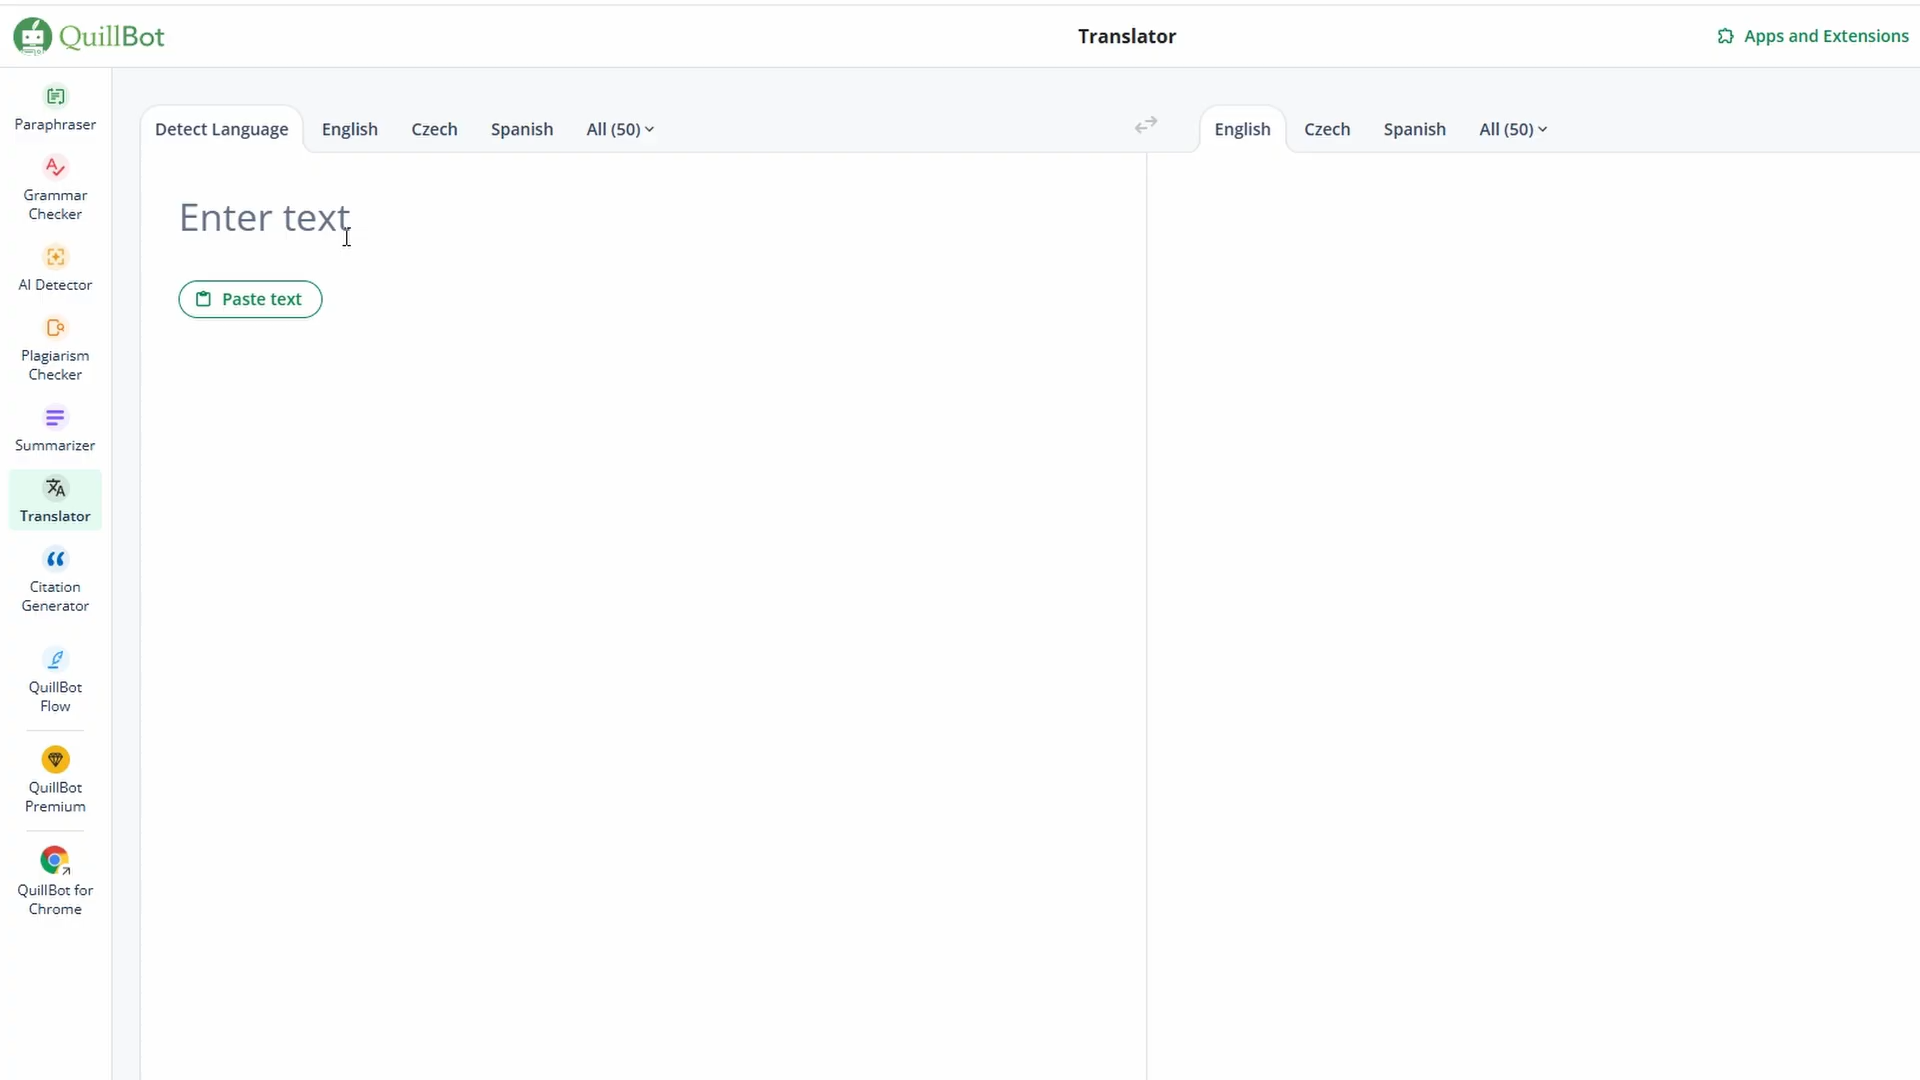 QuillBot
Translator
Apps and Extensions
Paraphraser
Grammar
Checker
AI Detector
Plagiarism
Checker
Summarizer
Translator
Citation
Generator
QuillBot
Flow
QuillBot
Premium
QuillBot for
Chrome
Detect Language English Czech Spanish All (50)
English Czech Spanish All (50)
Enter text
Paste text